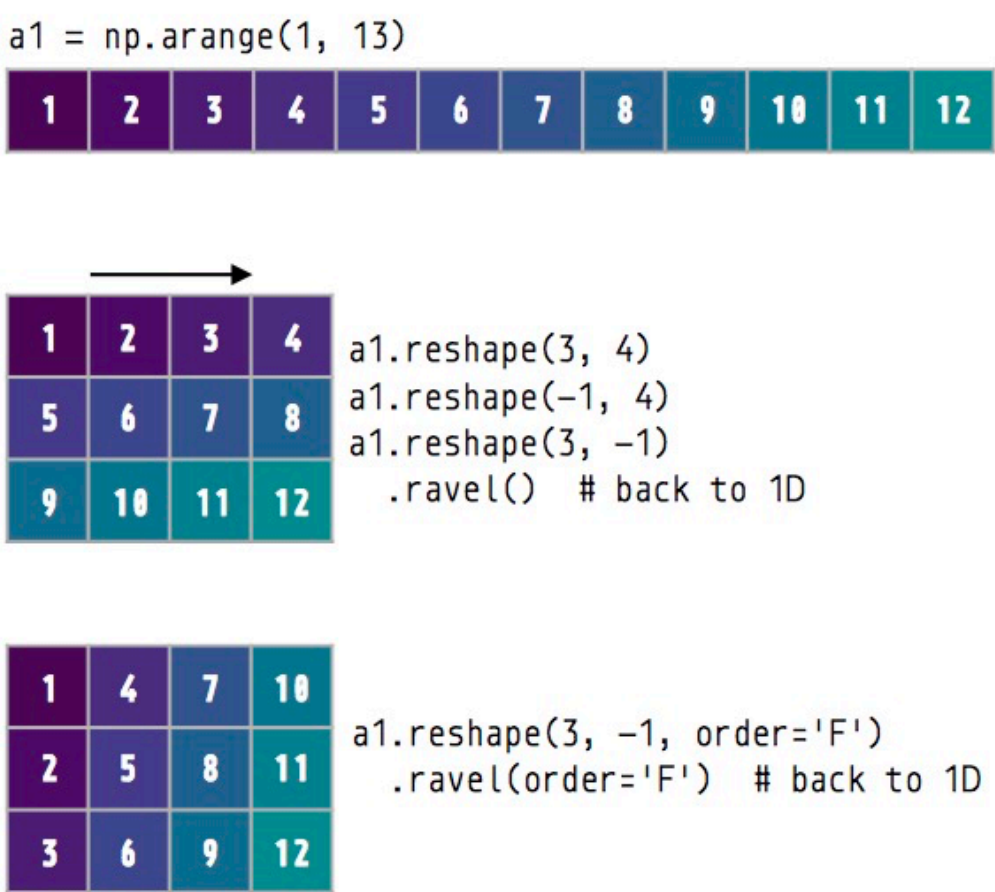 a1 = np.arange(1, 13)
1 2 3 4 5 6 7 8 9 10 11 12
1 2 3 4
5 6 7 8
9 10 11 12
a1.reshape(3, 4)
a1.reshape(−1, 4)
a1.reshape(3, −1)
.ravel() # back to 1D
1 4 7 10
2 5 8 11
3 6 9 12
a1.reshape(3, −1, order='F')
.ravel(order='F') # back to 1D